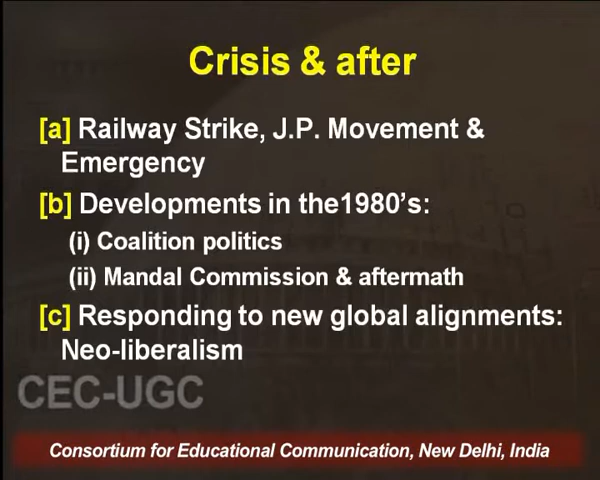 Crisis & after
[a] Railway Strike, J.P. Movement &
Emergency
[b] Developments in the1980's:
(i) Coalition politics
(ii) Mandal Commission & aftermath
[c] Responding to new global alignments:
Neo-liberalism
CEC-UGC
Consortium for Educational Communication, New Delhi, India